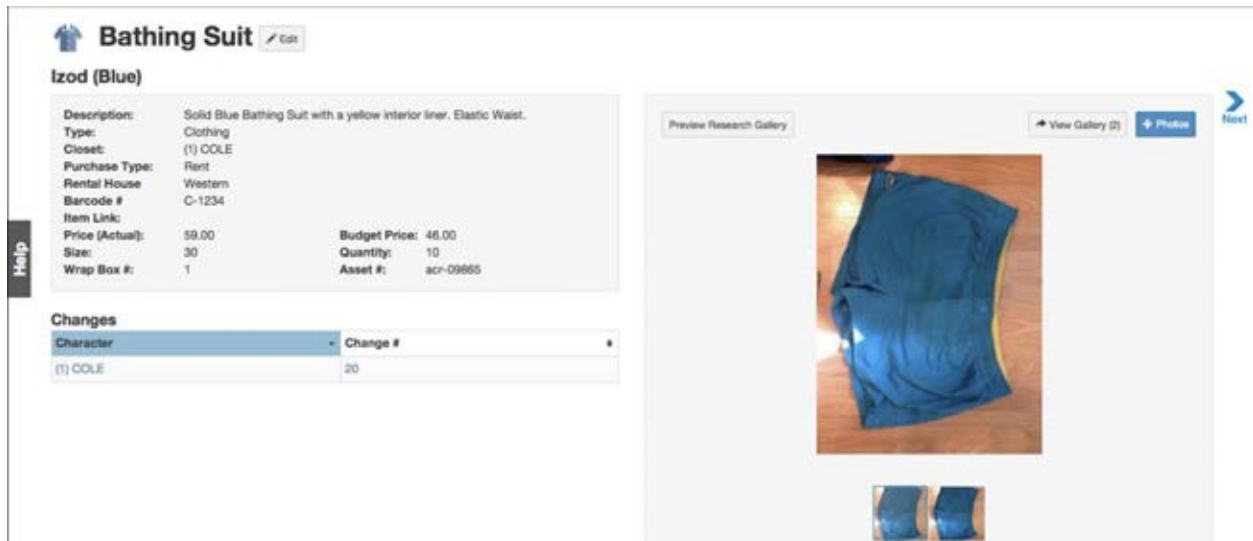 Bathing Suit Edit
Izod (Blue)
Description: Solid Blue Bathing Suit with a yellow interior liner. Elastic Waist.
Type: Clothing
Closet: (1) COLE
Purchase Type: Rent
Rental House Western
Barcode # C-1234
Item Link:
Price (Actual): 59.00 Budget Price: 46.00
Size: 30 Quantity: 10
Wrap Box #: 1 Asset #: acr-09865
Changes
Character Change #
(1) COLE 20
Help
Preview Research Gallery View Gallery (2) + Photos
Next